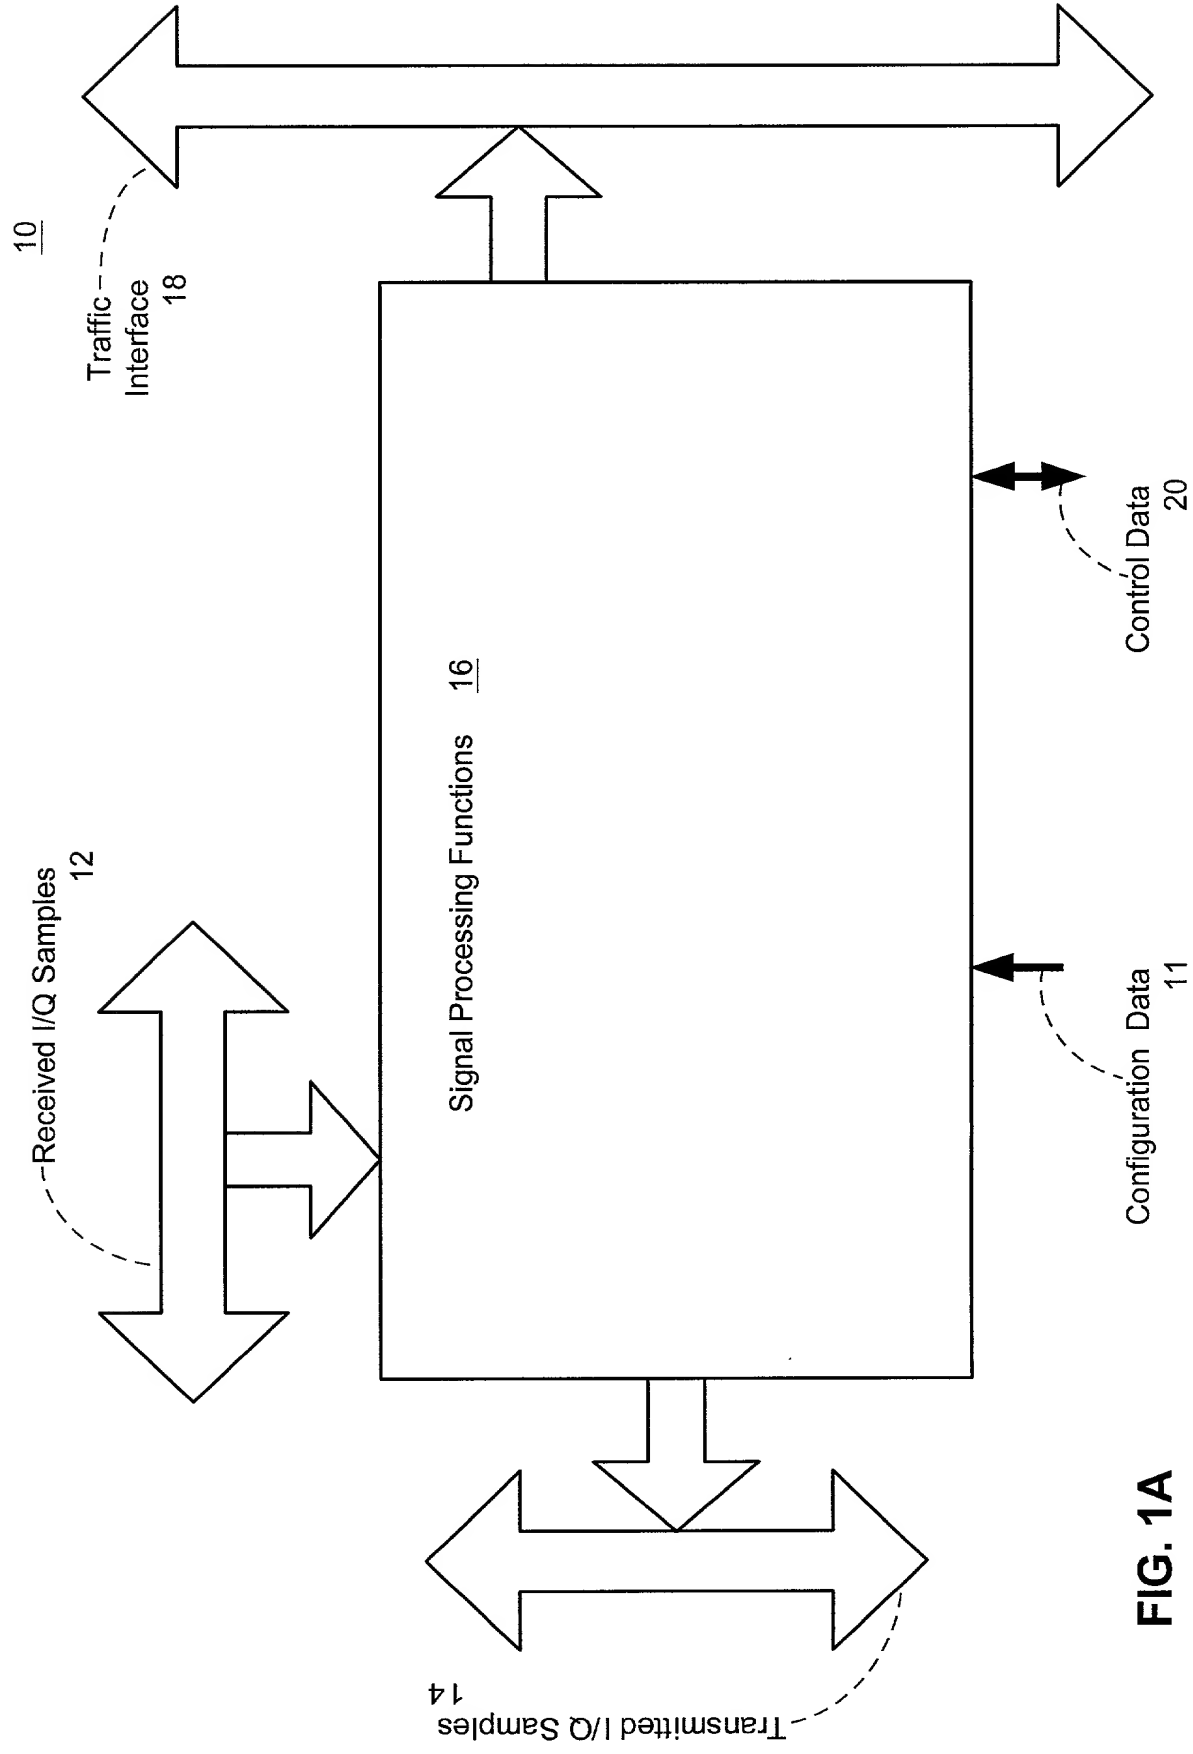 10
Traffic
Interface
18
Received I/Q Samples
12
Signal Processing Functions 16
Transmitted I/Q Samples
14
Configuration Data
11
Control Data
20
FIG. 1A